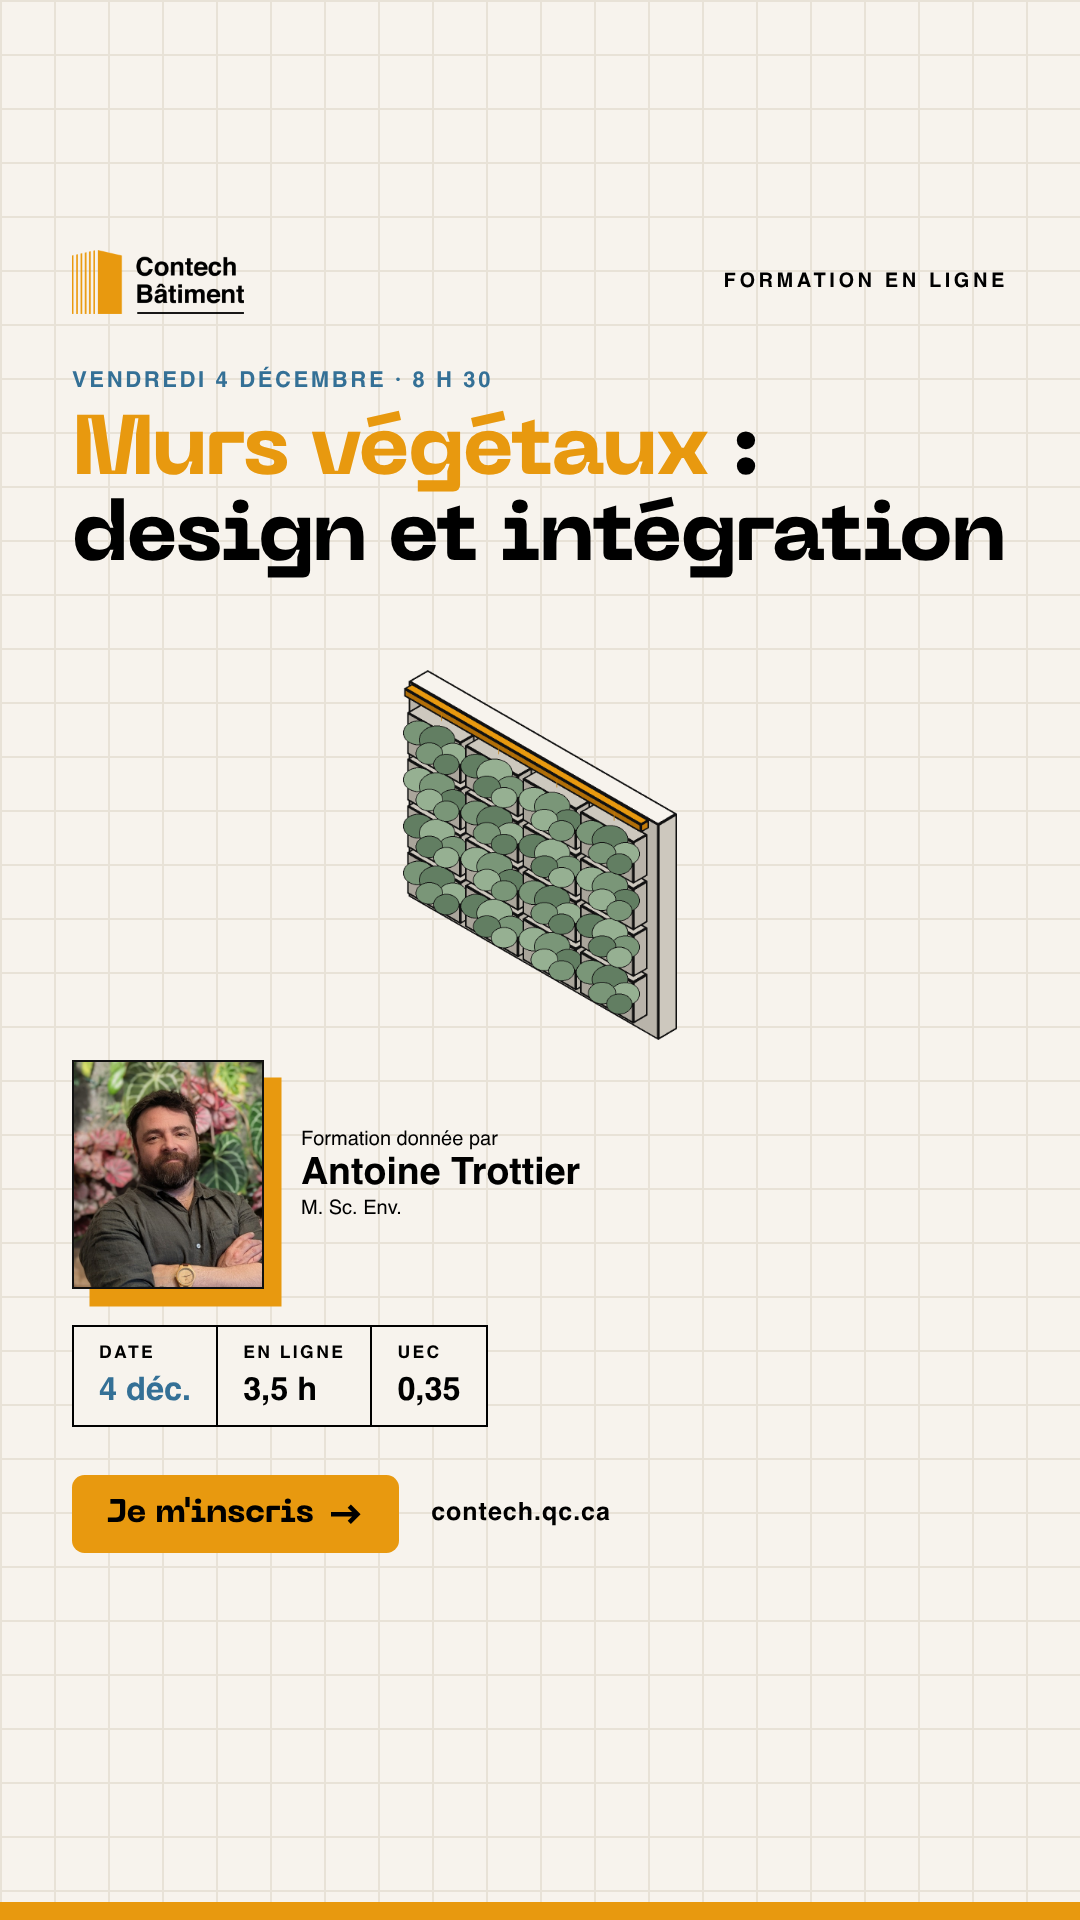 Contech
Bâtiment
FORMATION EN LIGNE
VENDREDI 4 DÉCEMBRE · 8 H 30
Murs végétaux :
design et intégration
Formation donnée par
Antoine Trottier
M. Sc. Env.
DATE
4 déc.
EN LIGNE
3,5 h
UEC
0,35
Je m'inscris →
contech.qc.ca